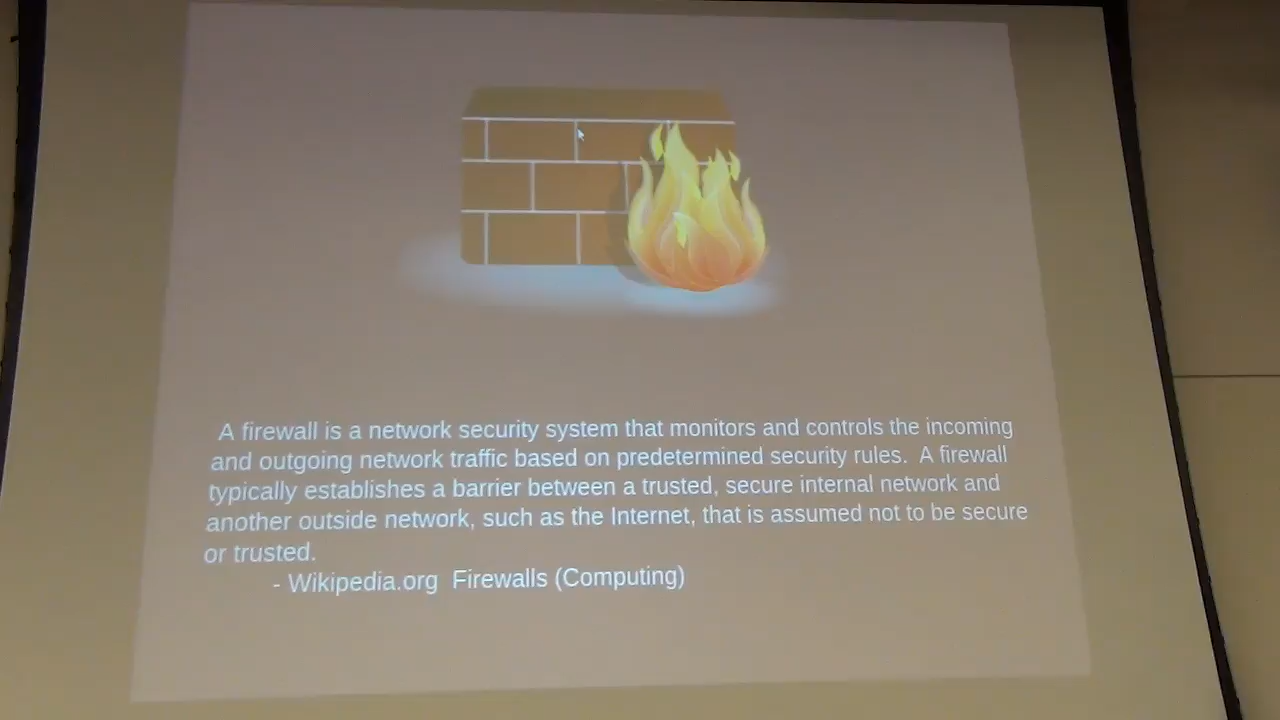 A firewall is a network security system that monitors and controls the incoming
and outgoing network traffic based on predetermined security rules.  A firewall
typically establishes a barrier between a trusted, secure internal network and
another outside network, such as the Internet, that is assumed not to be secure
or trusted.
- Wikipedia.org  Firewalls (Computing)